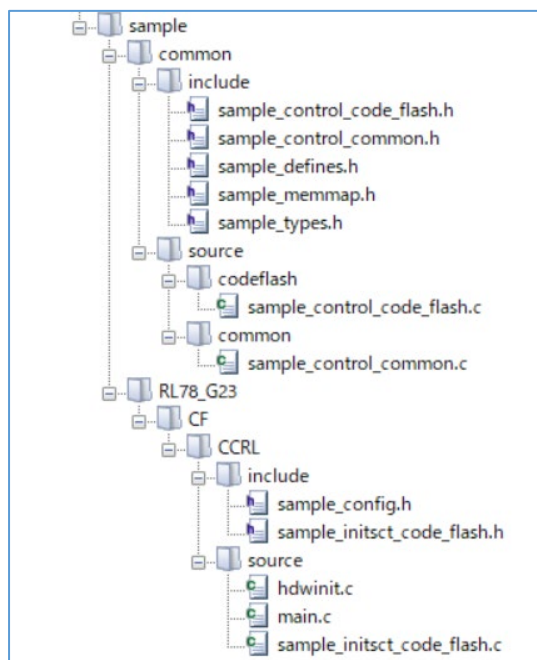 sample
common
include
sample_control_code_flash.h
sample_control_common.h
sample_defines.h
sample_memmap.h
sample_types.h
source
codeflash
sample_control_code_flash.c
common
sample_control_common.c
RL78_G23
CF
CCRL
include
sample_config.h
sample_initsct_code_flash.h
source
hdwinit.c
main.c
sample_initsct_code_flash.c